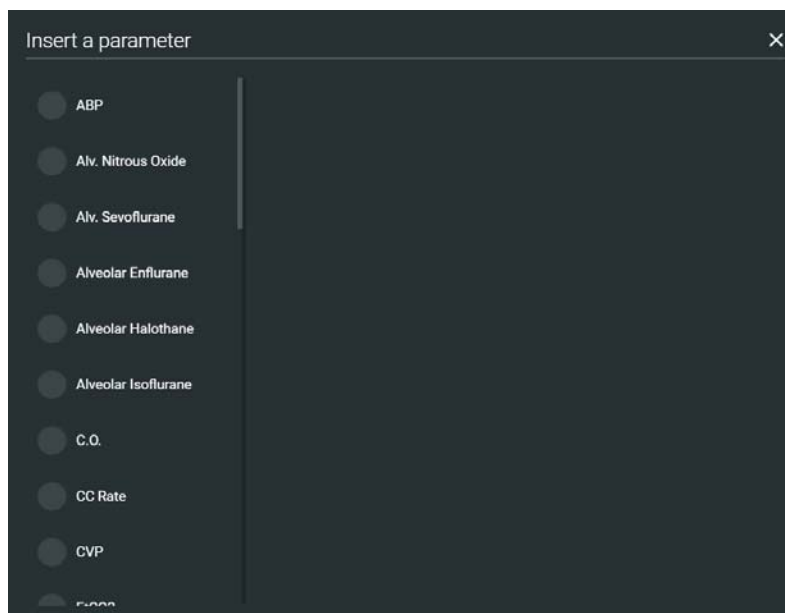 Insert a parameter
ABP
Alv. Nitrous Oxide
Alv. Sevoflurane
Alveolar Enflurane
Alveolar Halothane
Alveolar Isoflurane
C.O.
CC Rate
CVP